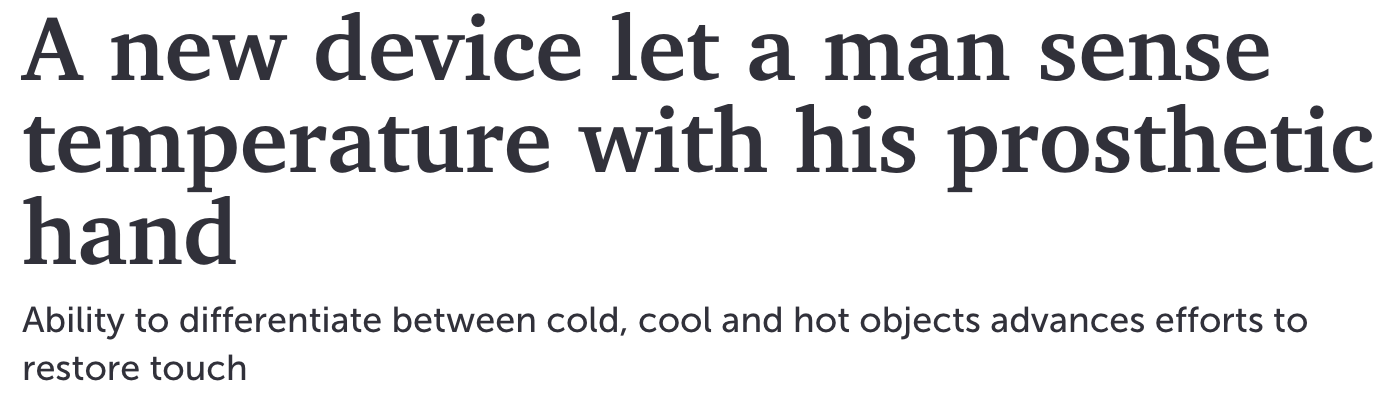 A new device let a man sense
temperature with his prosthetic
hand
Ability to differentiate between cold, cool and hot objects advances efforts to
restore touch